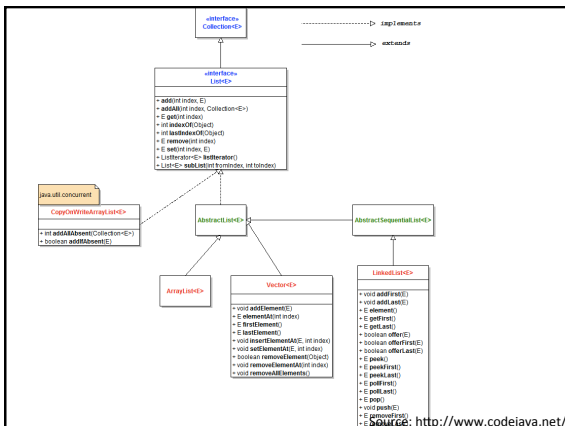 «interface»
Collection<E>
implements
extends
«interface»
List<E>
+ add(int index, E)
+ addAll(int index, Collection<E>)
+ E get(int index)
+ int indexOf(Object)
+ int lastIndexOf(Object)
+ E remove(int index)
+ E set(int index, E)
+ ListIterator<E> listIterator()
+ List<E> subList(int fromIndex, int toIndex)
java.util.concurrent
CopyOnWriteArrayList<E>
+ int addAllAbsent(Collection<E>)
+ boolean addIfAbsent(E)
AbstractList<E>
AbstractSequentialList<E>
ArrayList<E>
Vector<E>
+ void addElement(E)
+ E elementAt(int index)
+ E firstElement()
+ E lastElement()
+ void insertElementAt(E, int index)
+ void setElementAt(E, int index)
+ boolean removeElement(Object)
+ void removeElementAt(int index)
+ void removeAllElements()
LinkedList<E>
+ void addFirst(E)
+ void addLast(E)
+ E element()
+ E getFirst()
+ E getLast()
+ boolean offer(E)
+ boolean offerFirst(E)
+ boolean offerLast(E)
+ E peek()
+ E peekFirst()
+ E peekLast()
+ E pollFirst()
+ E pollLast()
+ E pop()
+ void push(E)
+ E removeFirst()
+ E
Source: http://www.codejava.net/